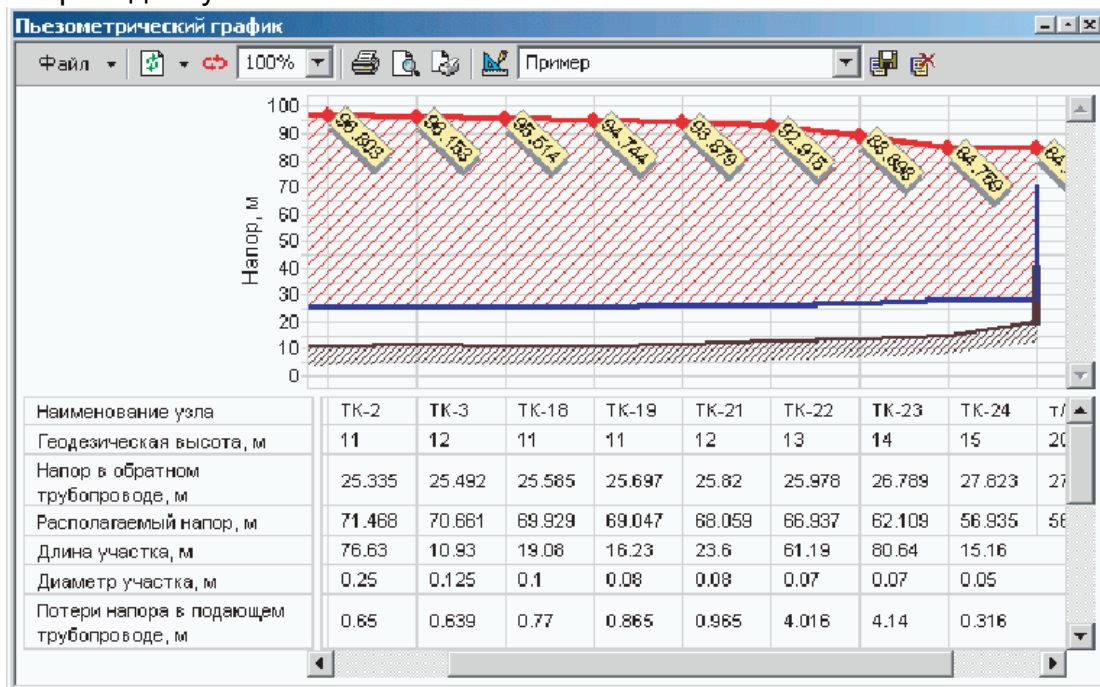 Пьезометрический график
Файл 100% Пример
Напор, м
100
90
80
70
60
50
40
30
20
10
0
96.803 96.153 95.514 94.744 93.879 92.915 88.898 84.759 84.
Наименование узла ТК-2 ТК-3 ТК-18 ТК-19 ТК-21 ТК-22 ТК-23 ТК-24 т/
Геодезическая высота, м 11 12 11 11 12 13 14 15 20
Напор в обратном
трубопроводе, м 25.335 25.492 25.585 25.697 25.82 25.978 26.789 27.823 27
Располагаемый напор, м 71.468 70.661 69.929 69.047 68.059 66.937 62.109 56.935 56
Длина участка, м 76.63 10.93 19.08 16.23 23.6 61.19 80.64 15.16
Диаметр участка, м 0.25 0.125 0.1 0.08 0.08 0.07 0.07 0.05
Потери напора в подающем
трубопроводе, м 0.65 0.639 0.77 0.865 0.965 4.016 4.14 0.316